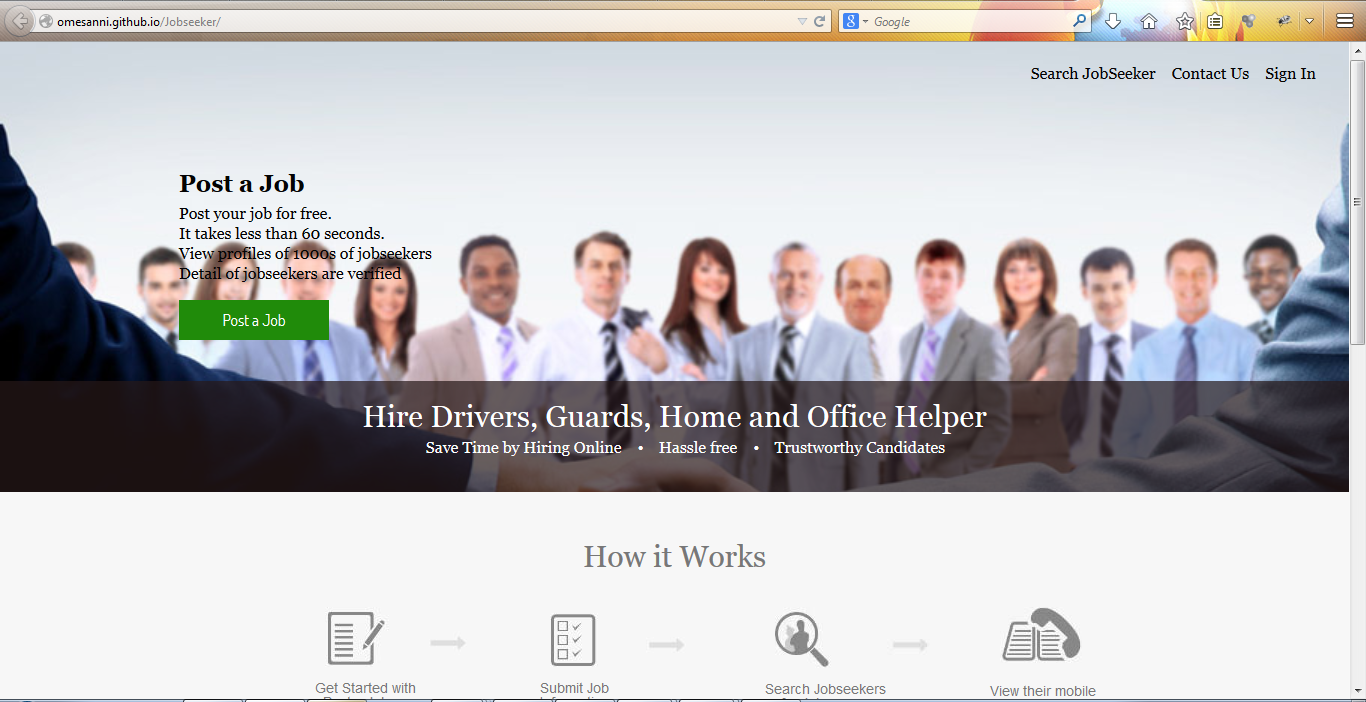 omesanni.github.io/Jobseeker/
Google
Search JobSeeker Contact Us Sign In
Post a Job
Post your job for free.
It takes less than 60 seconds.
View profiles of 1000s of jobseekers
Detail of jobseekers are verified
Post a Job
Hire Drivers, Guards, Home and Office Helper
Save Time by Hiring Online • Hassle free • Trustworthy Candidates
How it Works
Get Started with
Submit Job
Search Jobseekers
View their mobile